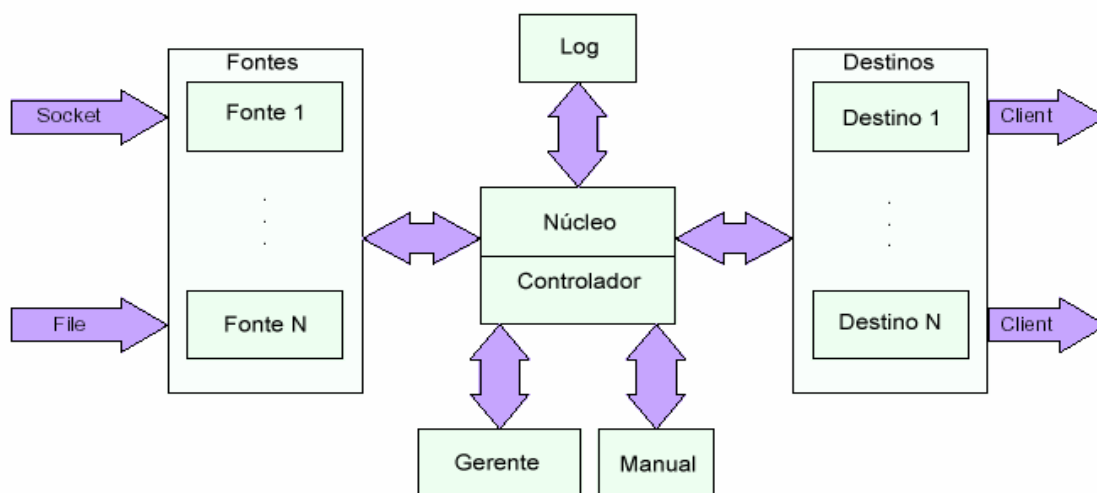 Log
Fontes
Destinos
Socket
Fonte 1
Destino 1
Client
.
.
.
.
.
.
Núcleo
Controlador
File
Fonte N
Destino N
Client
Gerente
Manual